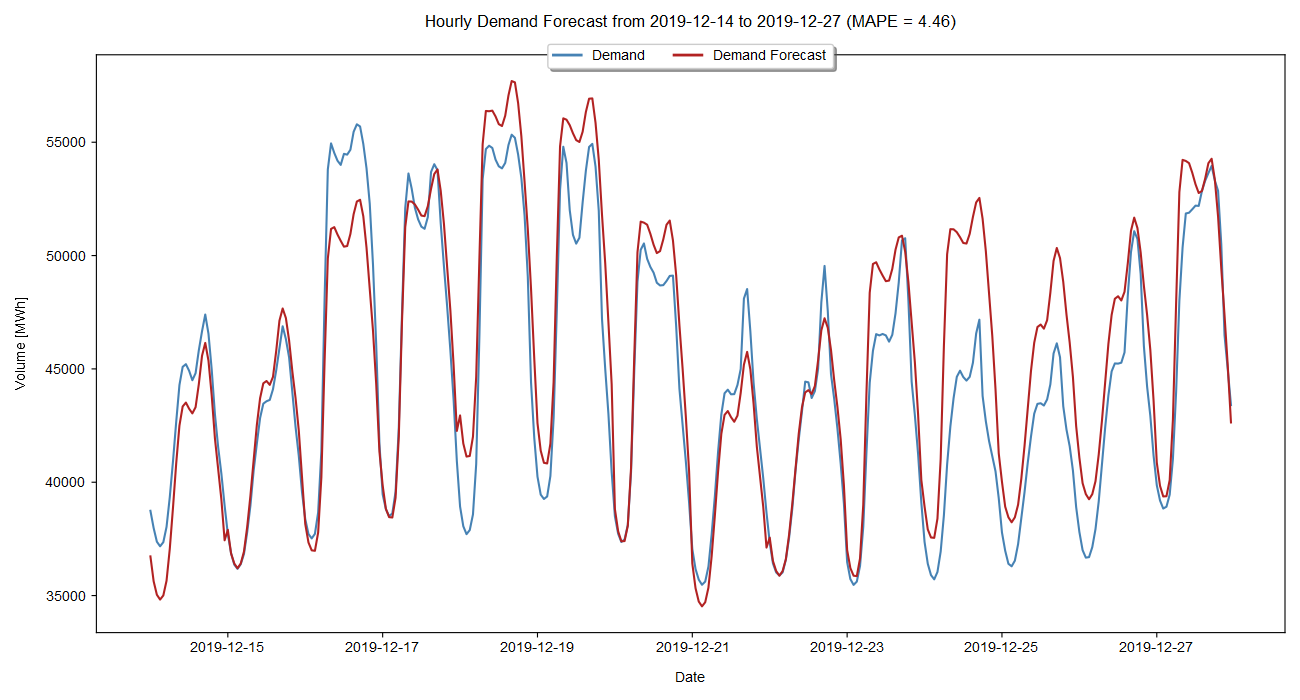 Hourly Demand Forecast from 2019-12-14 to 2019-12-27 (MAPE = 4.46)
Demand
Demand Forecast
55000
50000
45000
40000
35000
Volume [MWh]
2019-12-15
2019-12-17
2019-12-19
2019-12-21
2019-12-23
2019-12-25
2019-12-27
Date